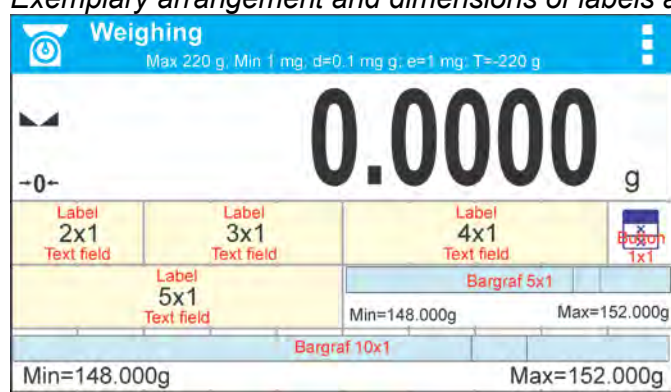 Exemplary arrangement and dimensions of labels a
Weighing
Max 220 g, Min 1 mg; d=0.1 mg g; e=1 mg; T=-220 g
0.0000
→0← g
Label Label Label
2x1 3x1 4x1 Button
Text field Text field Text field 1x1
Label
5x1
Text field
Bargraf 5x1
Min=148.000g Max=152.000g
Bargraf 10x1
Min=148.000g Max=152.000g